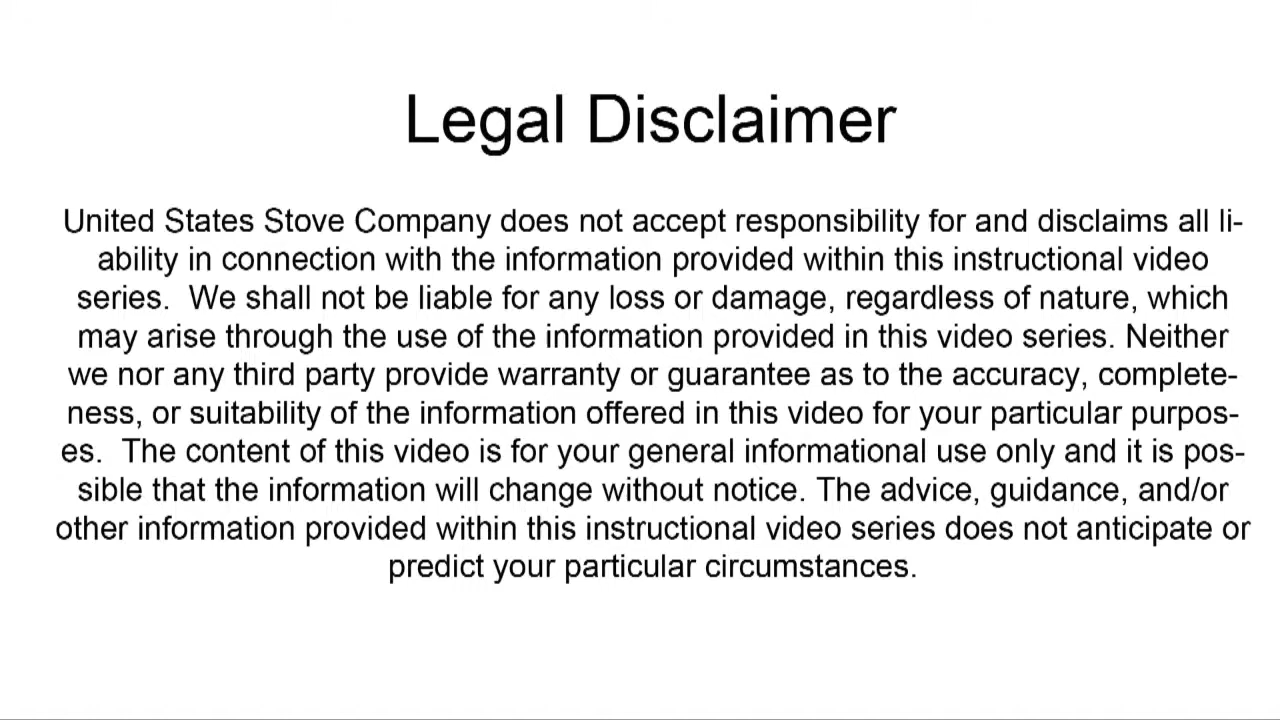 Legal Disclaimer
United States Stove Company does not accept responsibility for and disclaims all li-
ability in connection with the information provided within this instructional video
series.  We shall not be liable for any loss or damage, regardless of nature, which
may arise through the use of the information provided in this video series. Neither
we nor any third party provide warranty or guarantee as to the accuracy, complete-
ness, or suitability of the information offered in this video for your particular purpos-
es.  The content of this video is for your general informational use only and it is pos-
sible that the information will change without notice. The advice, guidance, and/or
other information provided within this instructional video series does not anticipate or
predict your particular circumstances.